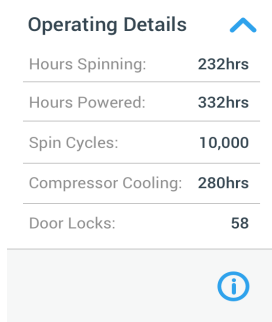 Operating Details
Hours Spinning: 232hrs
Hours Powered: 332hrs
Spin Cycles: 10,000
Compressor Cooling: 280hrs
Door Locks: 58